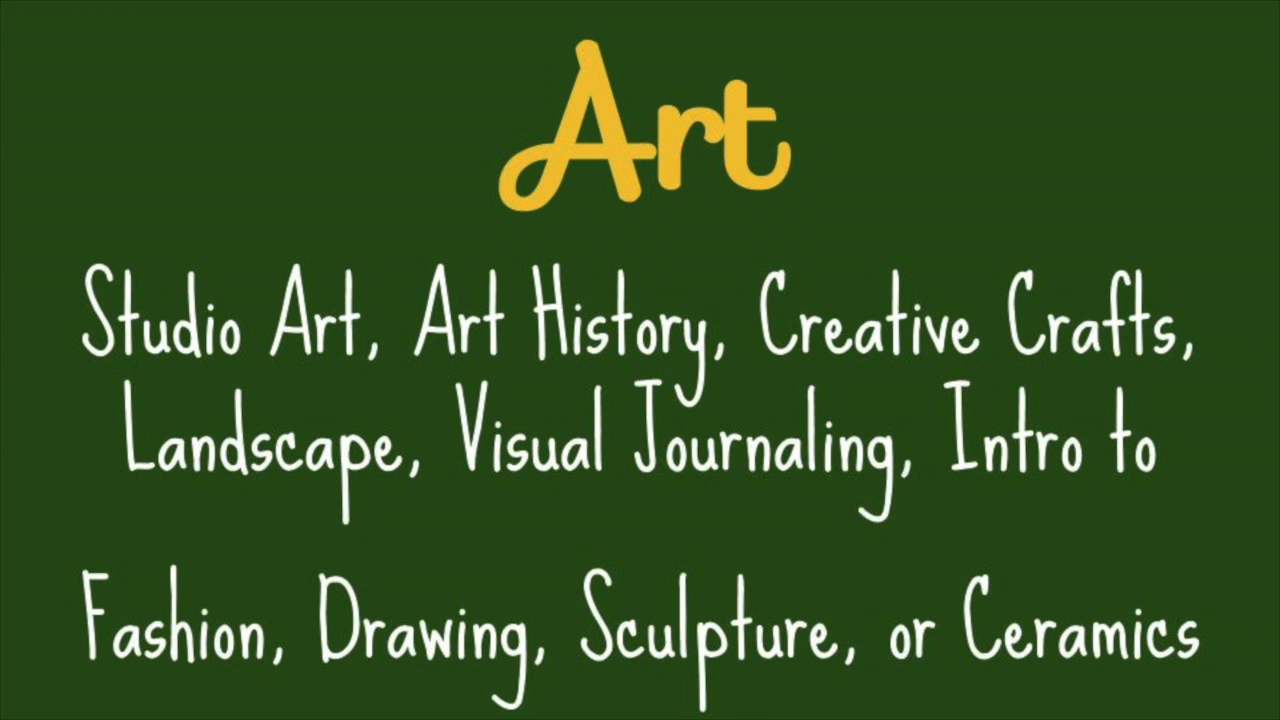 Art
Studio Art, Art History, Creative Crafts,
Landscape, Visual Journaling, Intro to
Fashion, Drawing, Sculpture, or Ceramics